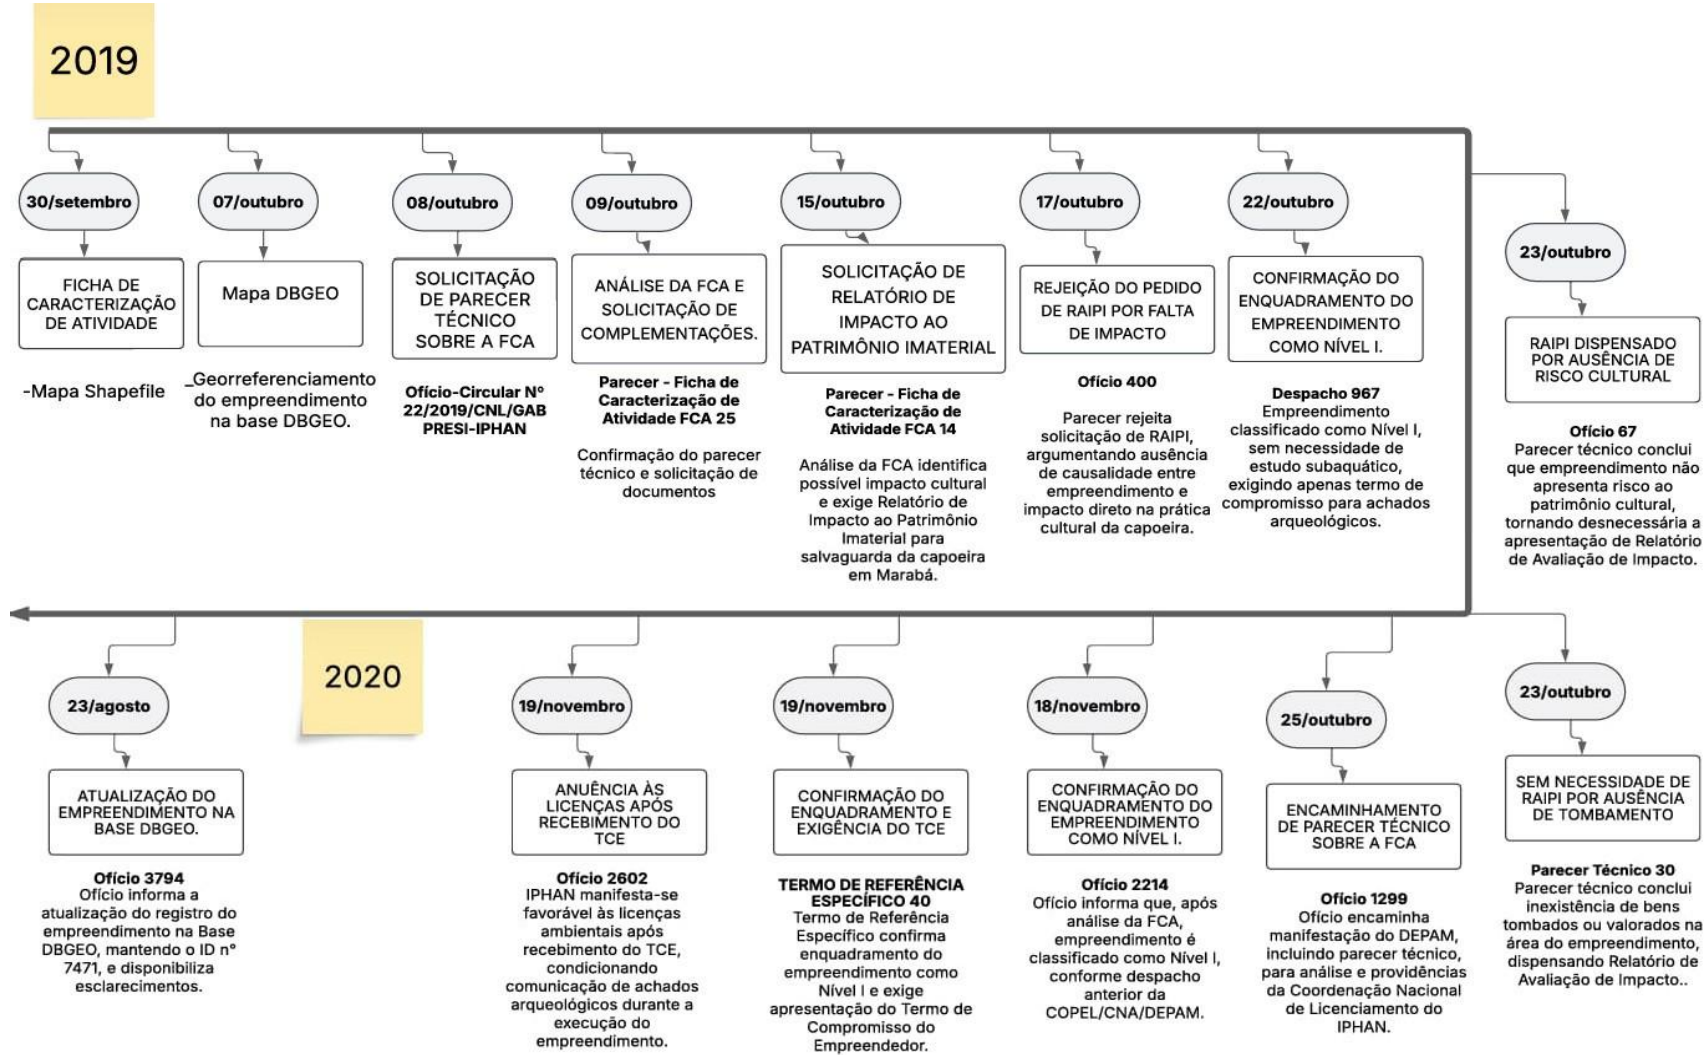 2019
30/setembro
FICHA DE
CARACTERIZAÇÃO
DE ATIVIDADE
-Mapa Shapefile
07/outubro
Mapa DBGEO
_Georreferenciamento
do empreendimento
na base DBGEO.
08/outubro
SOLICITAÇÃO
DE PARECER
TÉCNICO
SOBRE A FCA
Ofício-Circular Nº
22/2019/CNL/GAB
PRESI-IPHAN
09/outubro
ANÁLISE DA FCA E
SOLICITAÇÃO DE
COMPLEMENTAÇÕES.
Parecer - Ficha de
Caracterização de
Atividade FCA 25
Confirmação do parecer
técnico e solicitação de
documentos
15/outubro
SOLICITAÇÃO DE
RELATÓRIO DE
IMPACTO AO
PATRIMÔNIO IMATERIAL
Parecer - Ficha de
Caracterização de
Atividade FCA 14
Análise da FCA identifica
possível impacto cultural
e exige Relatório de
Impacto ao Patrimônio
Imaterial para
salvaguarda da capoeira
em Marabá.
17/outubro
REJEIÇÃO DO PEDIDO
DE RAIPI POR FALTA
DE IMPACTO
Ofício 400
Parecer rejeita
solicitação de RAIPI,
argumentando ausência
de causalidade entre
empreendimento e
impacto direto na prática
cultural da capoeira.
22/outubro
CONFIRMAÇÃO DO
ENQUADRAMENTO DO
EMPREENDIMENTO
COMO NÍVEL I.
Despacho 967
Empreendimento
classificado como Nível I,
sem necessidade de
estudo subaquático,
exigindo apenas termo de
compromisso para achados
arqueológicos.
23/outubro
RAIPI DISPENSADO
POR AUSÊNCIA DE
RISCO CULTURAL
Ofício 67
Parecer técnico conclui
que empreendimento não
apresenta risco ao
patrimônio cultural,
tornando desnecessária a
apresentação de Relatório
de Avaliação de Impacto.
23/outubro
SEM NECESSIDADE DE
RAIPI POR AUSÊNCIA
DE TOMBAMENTO
Parecer Técnico 30
Parecer técnico conclui
inexistência de bens
tombados ou valorados na
área do empreendimento,
dispensando Relatório de
Avaliação de Impacto..
25/outubro
ENCAMINHAMENTO
DE PARECER TÉCNICO
SOBRE A FCA
Ofício 1299
Ofício encaminha
manifestação do DEPAM,
incluindo parecer técnico,
para análise e providências
da Coordenação Nacional
de Licenciamento do
IPHAN.
18/novembro
CONFIRMAÇÃO DO
ENQUADRAMENTO DO
EMPREENDIMENTO
COMO NÍVEL I.
Ofício 2214
Ofício informa que, após
análise da FCA,
empreendimento é
classificado como Nível I,
conforme despacho
anterior da
COPEL/CNA/DEPAM.
19/novembro
CONFIRMAÇÃO DO
ENQUADRAMENTO E
EXIGÊNCIA DO TCE
TERMO DE REFERÊNCIA
ESPECÍFICO 40
Termo de Referência
Específico confirma
enquadramento do
empreendimento como
Nível I e exige
apresentação do Termo de
Compromisso do
Empreendedor.
19/novembro
ANUÊNCIA ÀS
LICENÇAS APÓS
RECEBIMENTO DO
TCE
Ofício 2602
IPHAN manifesta-se
favorável às licenças
ambientais após
recebimento do TCE,
condicionando
comunicação de achados
arqueológicos durante a
execução do
empreendimento.
2020
23/agosto
ATUALIZAÇÃO DO
EMPREENDIMENTO NA
BASE DBGEO.
Ofício 3794
Ofício informa a
atualização do registro do
empreendimento na Base
DBGEO, mantendo o ID nº
7471, e disponibiliza
esclarecimentos.